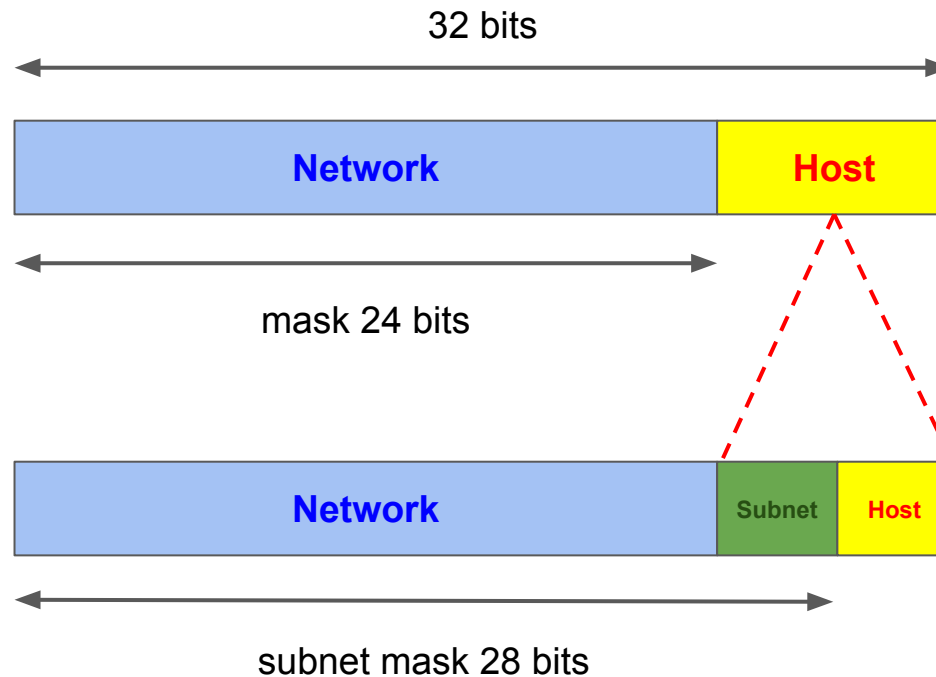 32 bits
Network Host
mask 24 bits
Network Subnet Host
subnet mask 28 bits